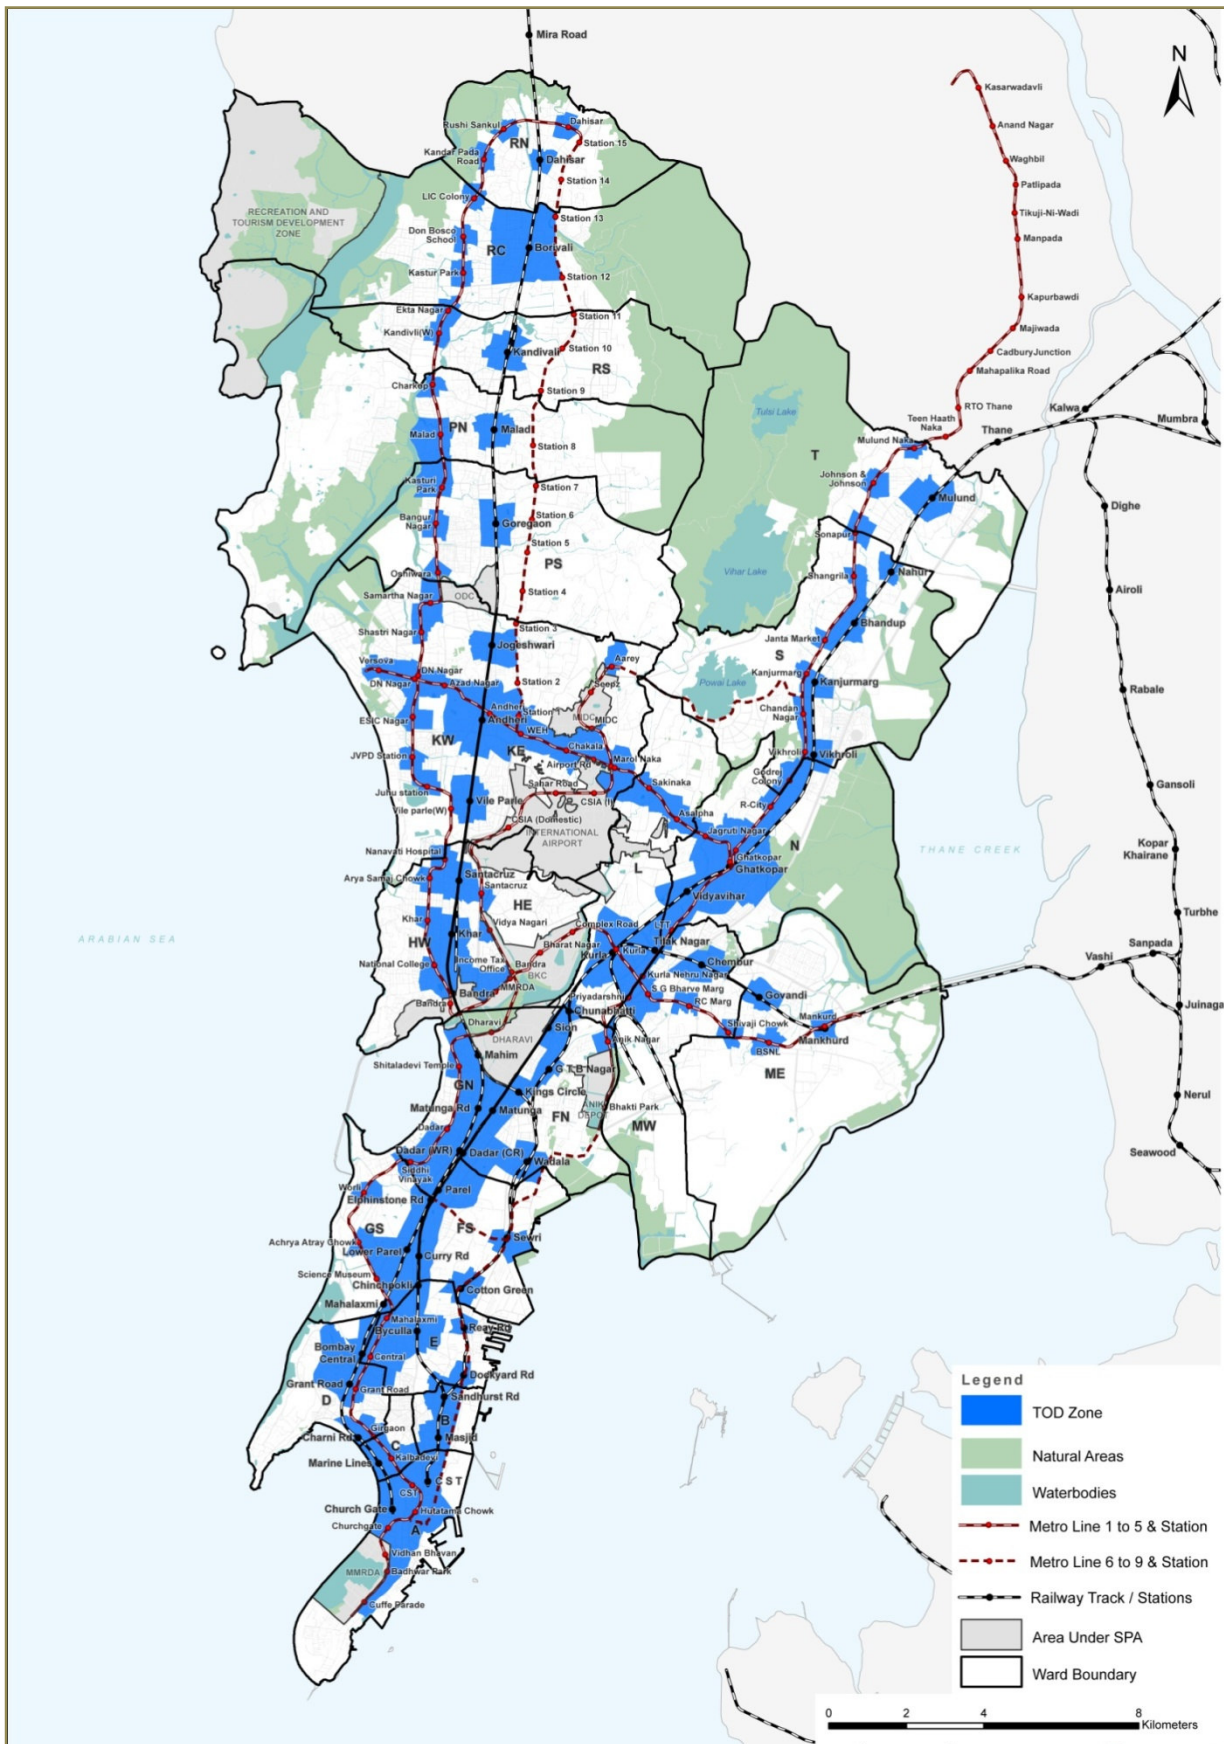 Mira Road
N
Kasarwadavli
Anand Nagar
Waghbil
Patlipada
Tikuji-Ni-Wadi
Manpada
Kapurbawdi
Majiwada
CadburyJunction
Mahapalika Road
RTO Thane
Teen Haath
Naka
Mulund Naka
Thane
Kalwa
Mumbra
Rushi Sankul
Dahisar
Station 15
RN
Kandar Pada
Road
Dahisar
Station 14
LIC Colony
Station 13
RECREATION AND
TOURISM DEVELOPMENT
ZONE
Don Bosco
School
RC
Borivali
Kastur Park
Station 12
Ekta Nagar
Station 11
Kandivli(W)
Kandivali
Station 10
RS
Charkop
Station 9
Tulsi Lake
PN
Malad
Malad
Station 8
T
Johnson &
Johnson
Mulund
Dighe
Kasturi
Park
Station 7
Bangur
Nagar
Goregaon
Station 6
Sonapur
Station 5
PS
Oshiwara
Vihar Lake
Shangrila
Nahur
Station 4
Airoli
Samartha Nagar
ODC
Station 3
Bhandup
Shastri Nagar
Jogeshwari
Janta Market
S
Versova
DN Nagar
Aarey
Kanjurmarg
Kanjurmarg
DN Nagar
Azad Nagar
Station 2
Seepz
Powai Lake
Rabale
Andheri
Station 1
MIDC
MIDC
Chandan
Nagar
ESIC Nagar
Andheri
WEH
KW
KE
Chakala
Vikhroli
Vikhroli
JVPD Station
Airport Rd
Marol Naka
Godrej
Colony
Sahar Road
Sakinaka
Gansoli
Juhu station
Vile Parle
CSIA (I)
R-City
Vile parle(W)
Asalpha
CSIA (Domestic)
INTERNATIONAL
AIRPORT
Jagruti Nagar
N
Nanavati Hospital
Ghatkopar
Ghatkopar
THANE CREEK
Kopar
Khairane
Arya Samaj Chowk
Santacruz
Santacruz
L
Vidyavihar
HE
Khar
Vidya Nagari
Complex Road
LTT
Turbhe
ARABIAN SEA
HW
Khar
Bharat Nagar
Tilak Nagar
Kurla
Kurla
Sanpada
Vashi
National College
Income Tax
Office
Bandra
BKC
Chembur
Kurla Nehru Nagar
Bandra
MMRDA
Priyadarshni
S G Bharve Marg
Govandi
Bandra
Chunabhatti
RC Marg
Juinagar
Dharavi
Sion
Shivaji Chowk
Mankurd
DHARAVI
Anik Nagar
Mankhurd
Mahim
BSNL
Shitaladevi Temple
G T B Nagar
ME
GN
Kings Circle
ANIK
DEPOT
Matunga Rd
Matunga
FN
Bhakti Park
Nerul
MW
Dadar
Dadar (WR)
Dadar (CR)
Wadala
Seawood
Siddhi
Vinayak
Worli
Parel
Elphinstone Rd
GS
FS
Achrya Atray Chowk
Lower Parel
Curry Rd
Sewri
Science Museum
Chinchpokli
Cotton Green
Mahalaxmi
Mahalaxmi
Byculla
E
Reay Rd
Bombay
Central
Central
Dockyard Rd
Grant Road
Grant Road
Sandhurst Rd
D
B
Girgaon
Charni Rd
C
Masjid
Marine Lines
Kalbadevi
C S T
CST
Church Gate
Hutatama Chowk
Churchgate
A
Vidhan Bhavan
MMRDA
Badhwar Park
Cuffe Parade
Legend
TOD Zone
Natural Areas
Waterbodies
Metro Line 1 to 5 & Station
Metro Line 6 to 9 & Station
Railway Track / Stations
Area Under SPA
Ward Boundary
0 2 4 8
Kilometers